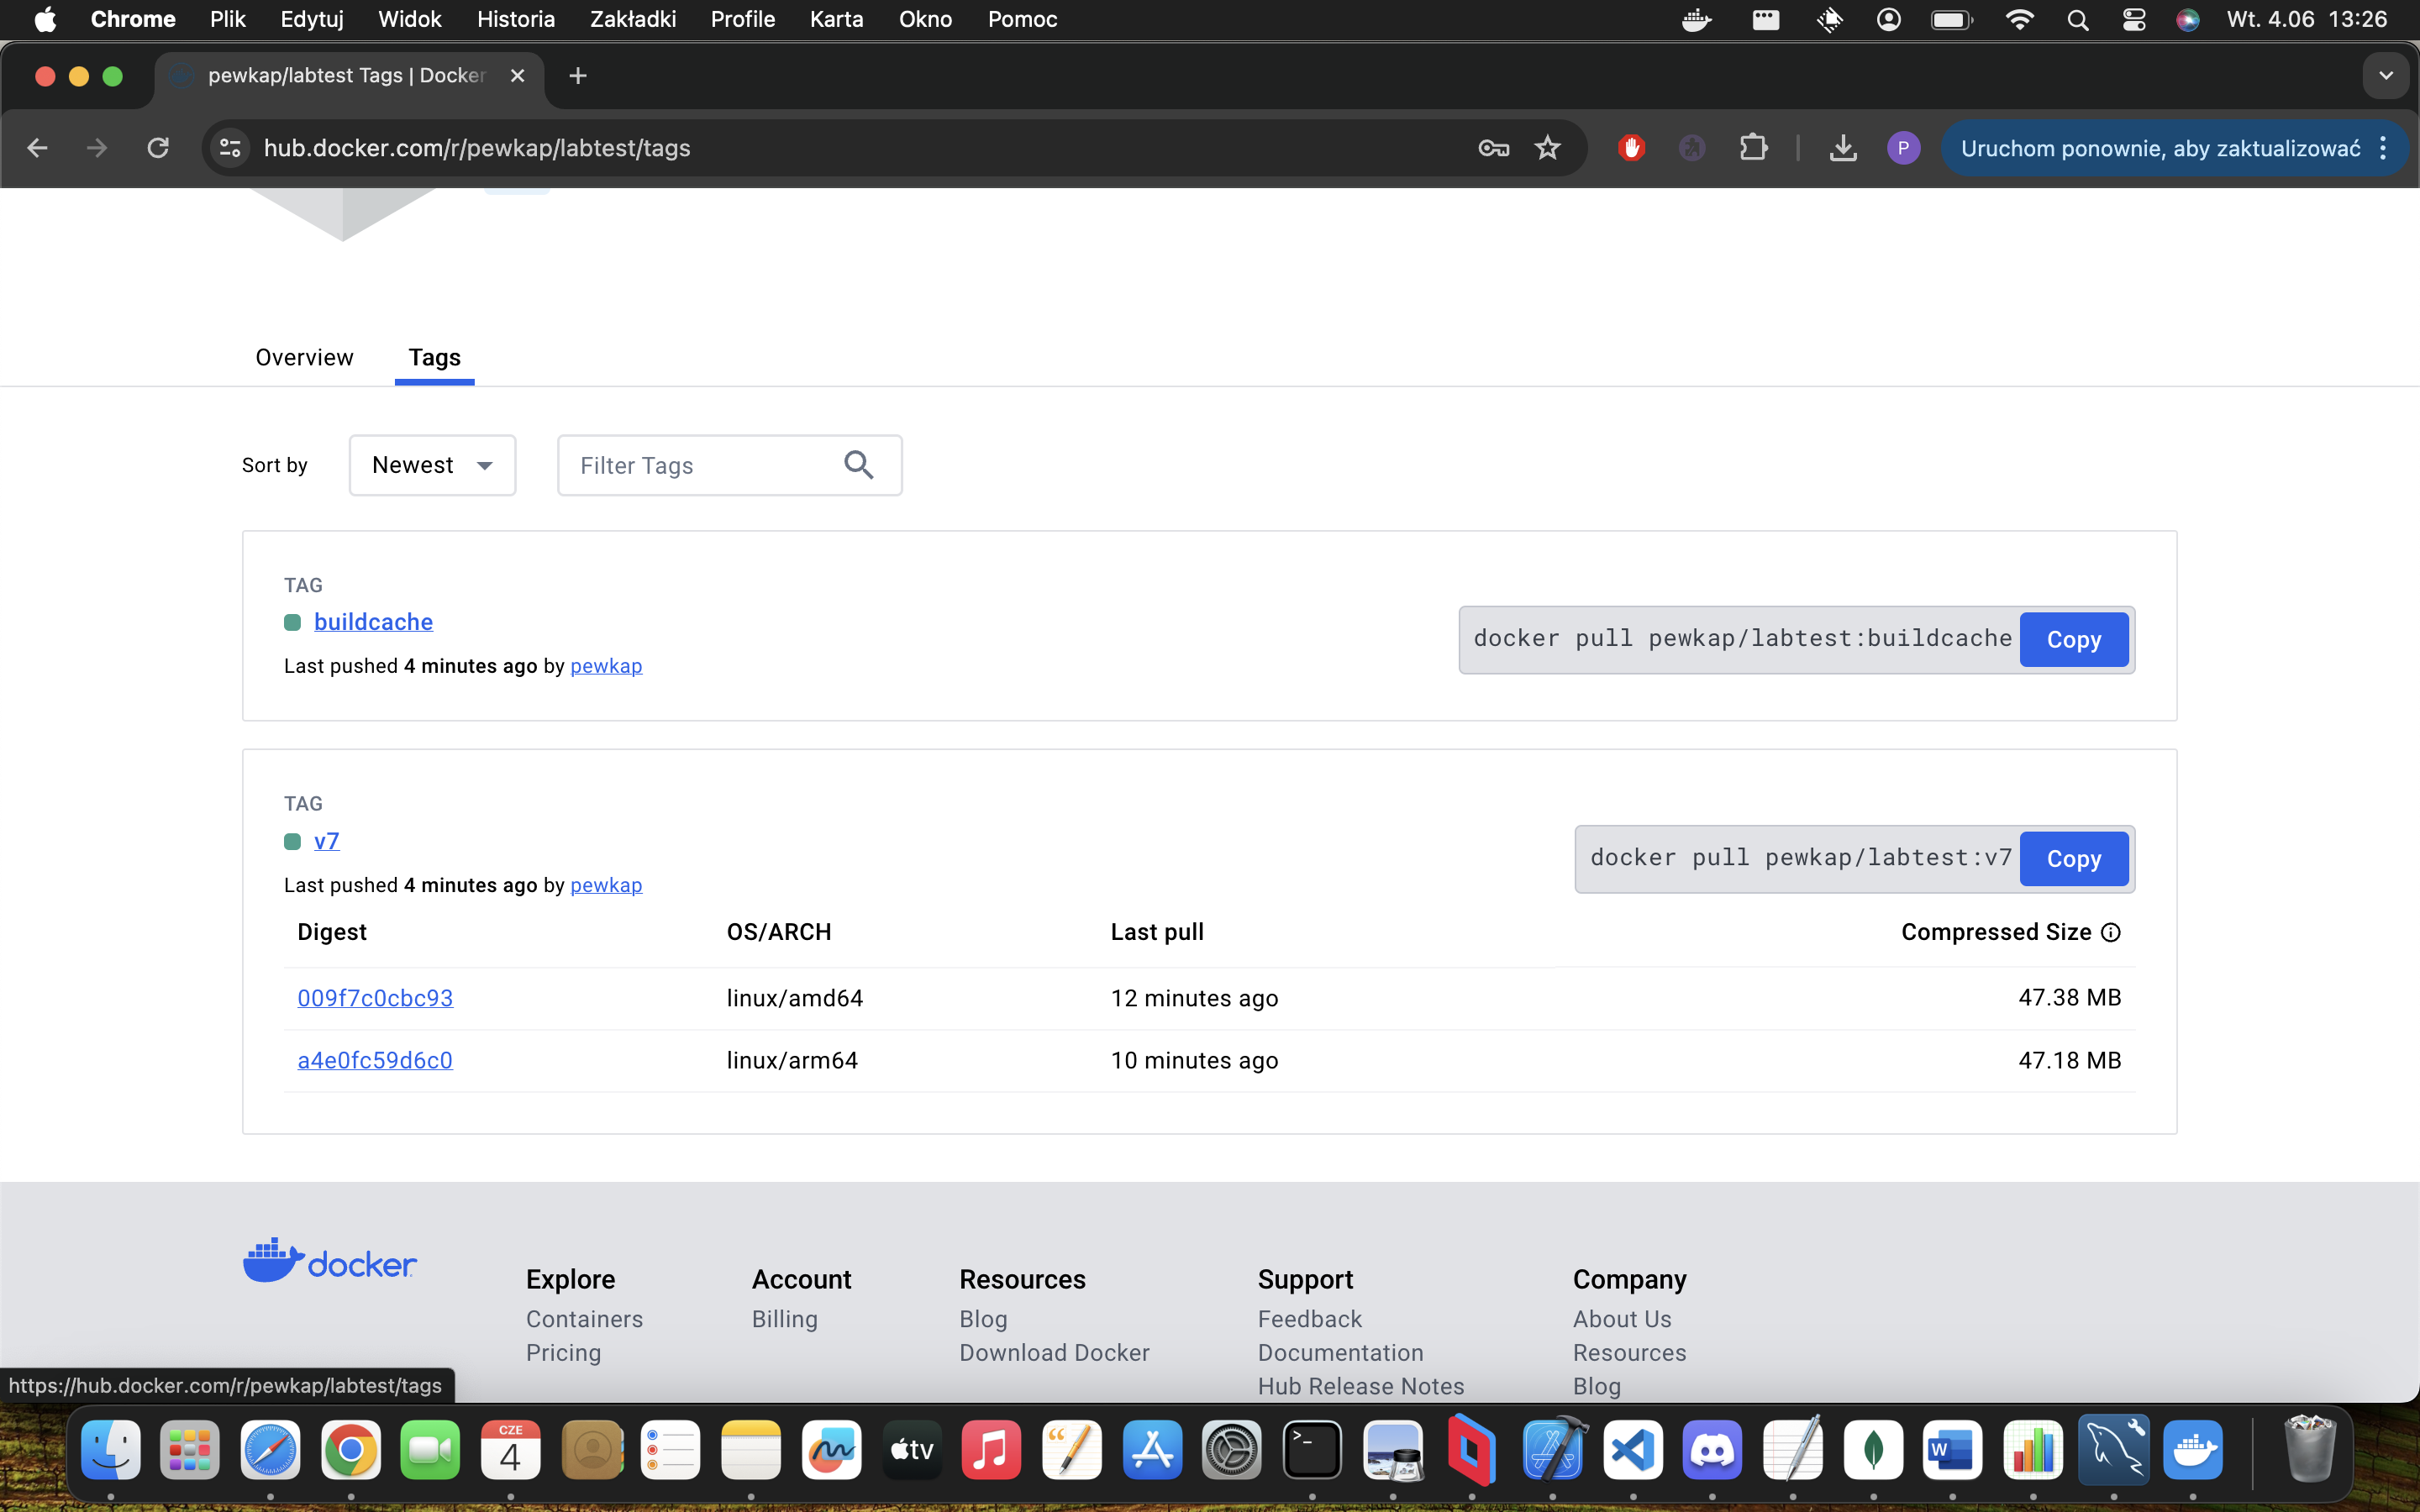 Chrome Plik Edytuj Widok Historia Zakładki Profile Karta Okno Pomoc Wt. 4.06 13:26
pewkap/labtest Tags | Docker
hub.docker.com/r/pewkap/labtest/tags P Uruchom ponownie, aby zaktualizować
Overview Tags
Sort by Newest Filter Tags
TAG
buildcache
docker pull pewkap/labtest:buildcache Copy
Last pushed 4 minutes ago by pewkap
TAG
v7
docker pull pewkap/labtest:v7 Copy
Last pushed 4 minutes ago by pewkap
Digest OS/ARCH Last pull Compressed Size
009f7c0cbc93 linux/amd64 12 minutes ago 47.38 MB
a4e0fc59d6c0 linux/arm64 10 minutes ago 47.18 MB
docker
Explore Account Resources Support Company
Containers Billing Blog Feedback About Us
Pricing Download Docker Documentation Resources
Hub Release Notes Blog
https://hub.docker.com/r/pewkap/labtest/tags
CZE
4
tv
W